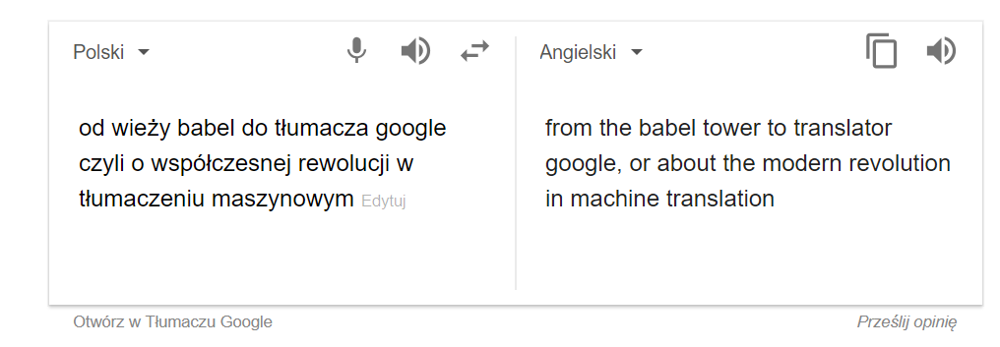 Polski
Angielski
od wieży babel do tłumacza google
czyli o współczesnej rewolucji w
tłumaczeniu maszynowym Edytuj
from the babel tower to translator
google, or about the modern revolution
in machine translation
Otwórz w Tłumaczu Google
Prześlij opinię